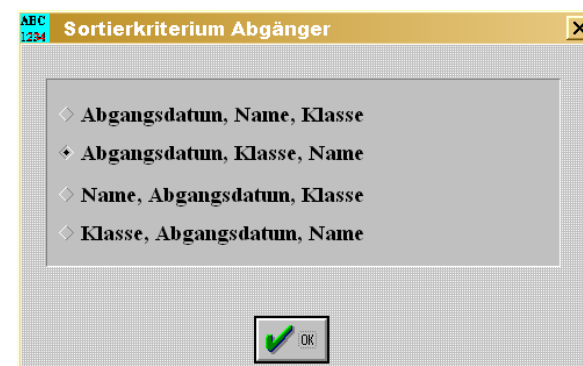 ABC
1234
Sortierkriterium Abgänger
Abgangsdatum, Name, Klasse
Abgangsdatum, Klasse, Name
Name, Abgangsdatum, Klasse
Klasse, Abgangsdatum, Name
OK